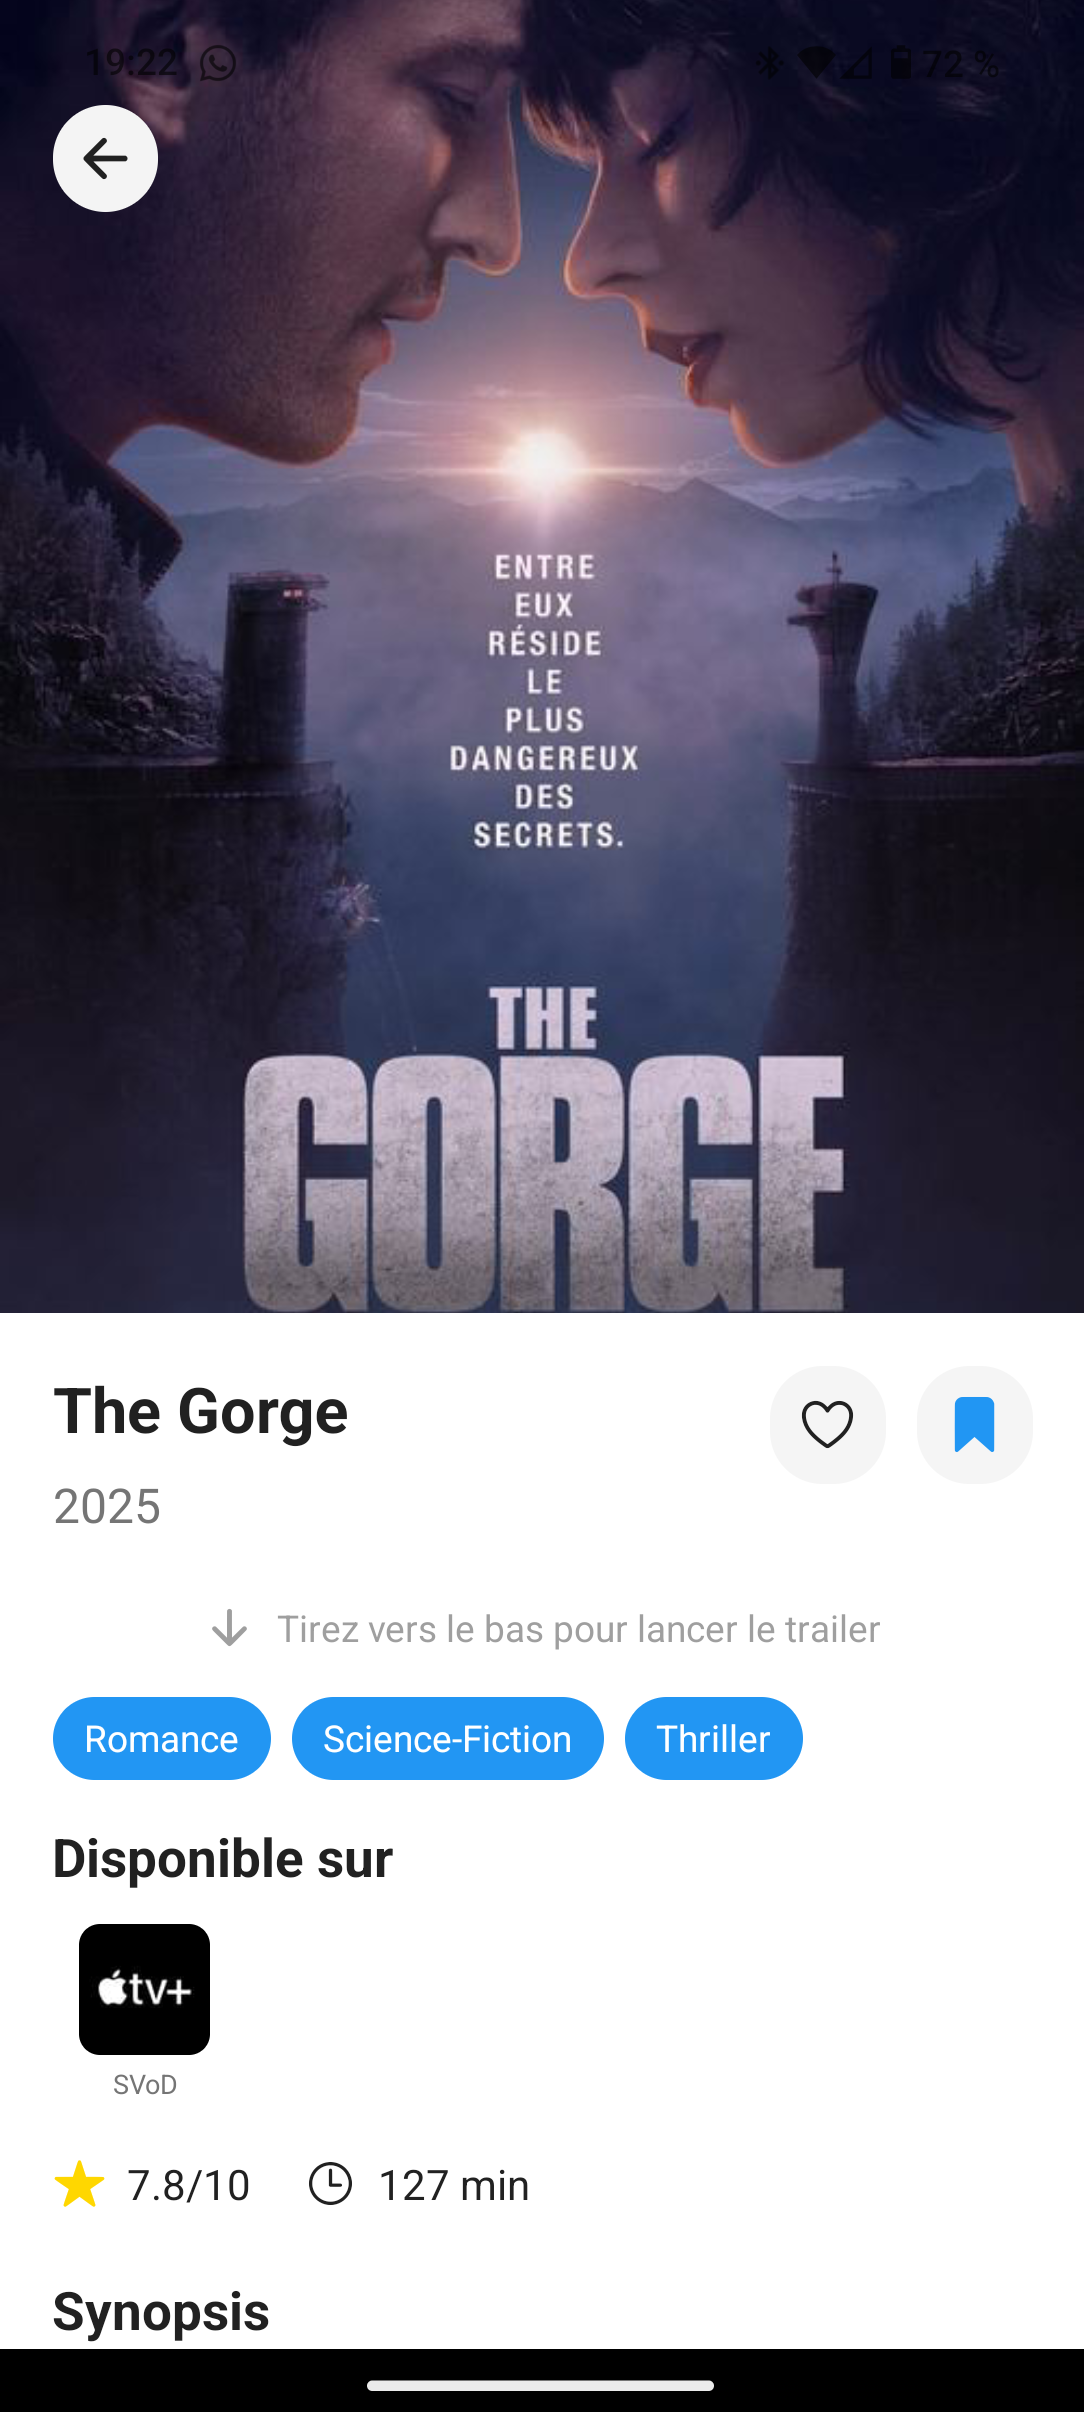 19:22
72 %
ENTRE
EUX
RÉSIDE
LE
PLUS
DANGEREUX
DES
SECRETS.
THE
GORGE
The Gorge
2025
Tirez vers le bas pour lancer le trailer
Romance
Science-Fiction
Thriller
Disponible sur
tv+
SVoD
7.8/10
127 min
Synopsis